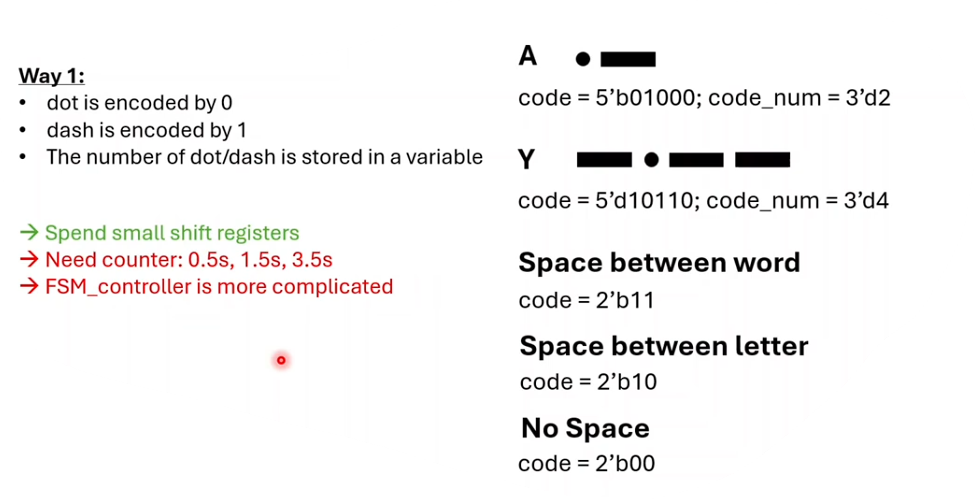 Way 1:
• dot is encoded by 0
• dash is encoded by 1
• The number of dot/dash is stored in a variable
→ Spend small shift registers
→ Need counter: 0.5s, 1.5s, 3.5s
→ FSM_controller is more complicated
A
code = 5’b01000; code_num = 3’d2
Y
code = 5’d10110; code_num = 3’d4
Space between word
code = 2’b11
Space between letter
code = 2’b10
No Space
code = 2’b00